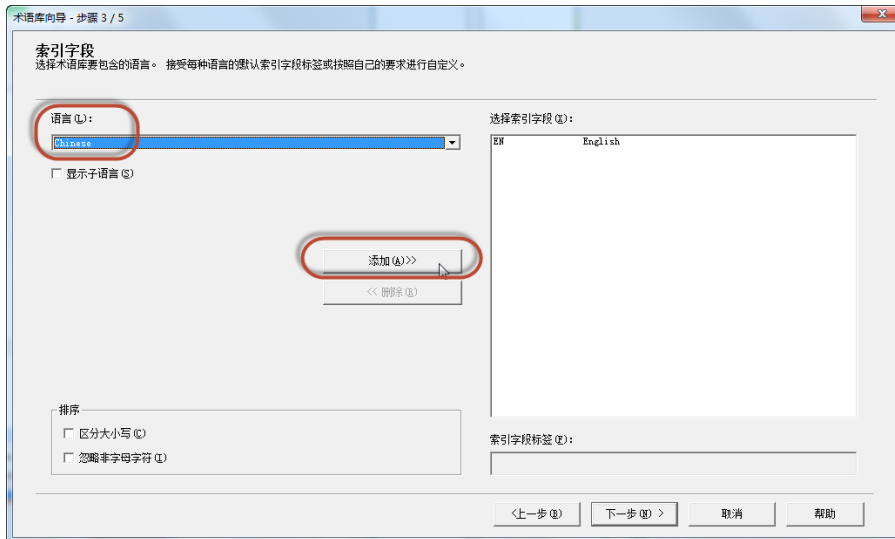 术语库向导 - 步骤 3 / 5
索引字段
选择术语库要包含的语言。 接受每种语言的默认索引字段标签或按照自己的要求进行自定义。
语言(L):
Chinese
显示子语言(S)
选择索引字段(X):
EN English
添加(A)>>
<< 删除(R)
排序
区分大小写(C)
忽略非字母字符(I)
索引字段标签(F):
<上一步(B)
下一步(N) >
取消
帮助